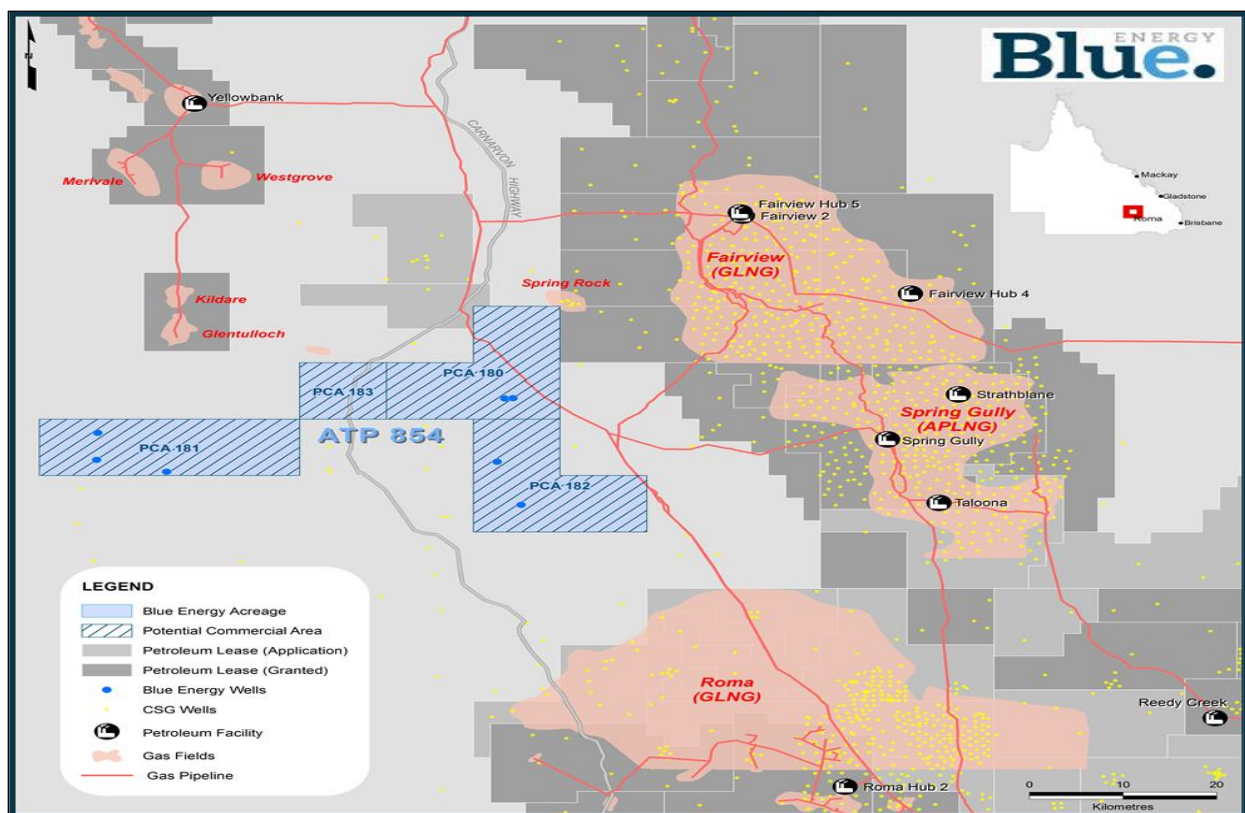 ENERGY
Blue.
N
Yellowbank
CARNARVON
HIGHWAY
Merivale
Westgrove
Mackay
Gladstone
Roma
Brisbane
Fairview Hub 5
Fairview 2
Fairview
(GLNG)
Spring Rock
Fairview Hub 4
Kildare
Glentulloch
PCA 183
PCA 180
Strathblane
ATP 854
Spring Gully
(APLNG)
Spring Gully
PCA 181
PCA 182
Taloona
LEGEND
Blue Energy Acreage
Potential Commercial Area
Petroleum Lease (Application)
Petroleum Lease (Granted)
Blue Energy Wells
CSG Wells
Petroleum Facility
Gas Fields
Gas Pipeline
Roma
(GLNG)
Reedy Creek
Roma Hub 2
0 10 20
Kilometres